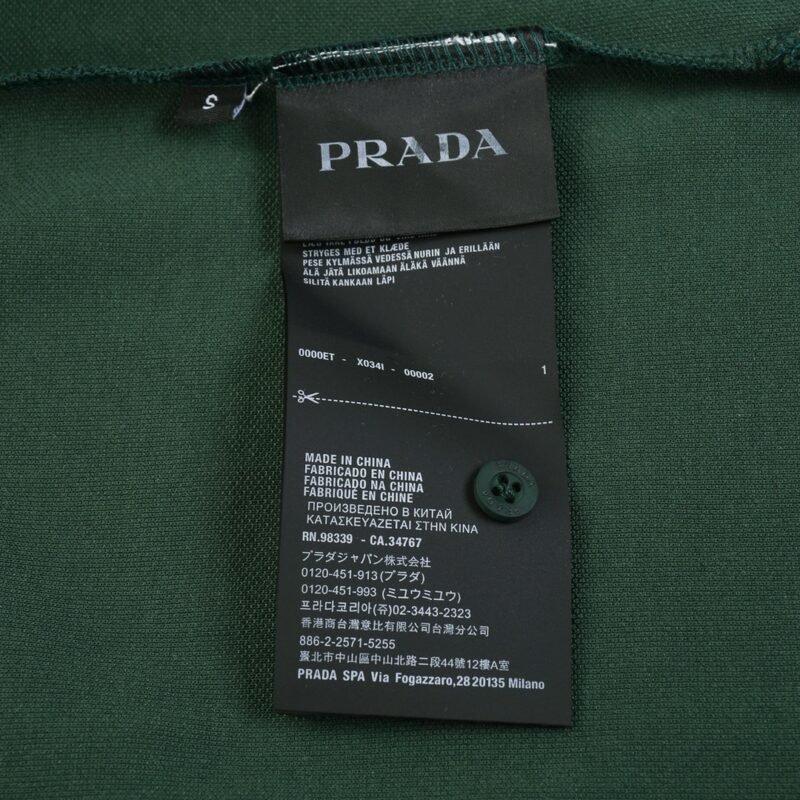 S
PRADA
STRYGES MED ET KLÆDE
PESE KYLMÄSSÄ VEDESSÄ NURIN JA ERILLÄÄN
ÄLÄ JÄTÄ LIKOAMAAN ÄLÄKÄ VÄÄNNÄ
SILITÄ KANKAAN LÄPI
0000ET - X034I - 00002 1
MADE IN CHINA
FABRICADO EN CHINA
FABRICADO NA CHINA
FABRIQUÉ EN CHINE
ПРОИЗВЕДЕНО В КИТАЙ
ΚΑΤΑΣΚΕΥΑΖΕΤΑΙ ΣΤΗΝ ΚΙΝΑ
RN.98339 - CA.34767
プラダジャパン株式会社
0120-451-913(プラダ)
0120-451-993 (ミユウミユウ)
프라다코리아(쥬)02-3443-2323
香港商台灣意比有限公司台灣分公司
886-2-2571-5255
臺北市中山區中山北路二段44號12樓A室
PRADA SPA Via Fogazzaro,28 20135 Milano